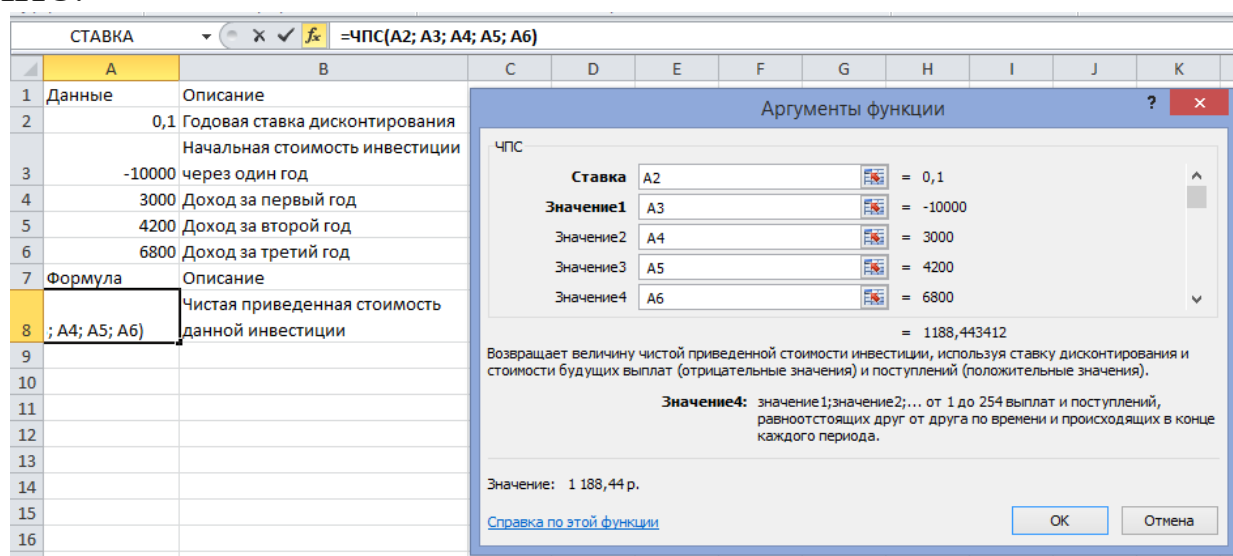 СТАВКА =ЧПС(A2; A3; A4; A5; A6)
A B C D E F G H I J K
1 Данные Описание
2 0,1 Годовая ставка дисконтирования
Начальная стоимость инвестиции
3 -10000 через один год
4 3000 Доход за первый год
5 4200 Доход за второй год
6 6800 Доход за третий год
7 Формула Описание
Чистая приведенная стоимость
8 ; A4; A5; A6) данной инвестиции
9
10
11
12
13
14
15
16
Аргументы функции ? x
ЧПС
Ставка A2 = 0,1
Значение1 A3 = -10000
Значение2 A4 = 3000
Значение3 A5 = 4200
Значение4 A6 = 6800
= 1188,443412
Возвращает величину чистой приведенной стоимости инвестиции, используя ставку дисконтирования и
стоимости будущих выплат (отрицательные значения) и поступлений (положительные значения).
Значение4: значение1;значение2;... от 1 до 254 выплат и поступлений,
равноотстоящих друг от друга по времени и происходящих в конце
каждого периода.
Значение: 1 188,44 р.
Справка по этой функции
ОК Отмена